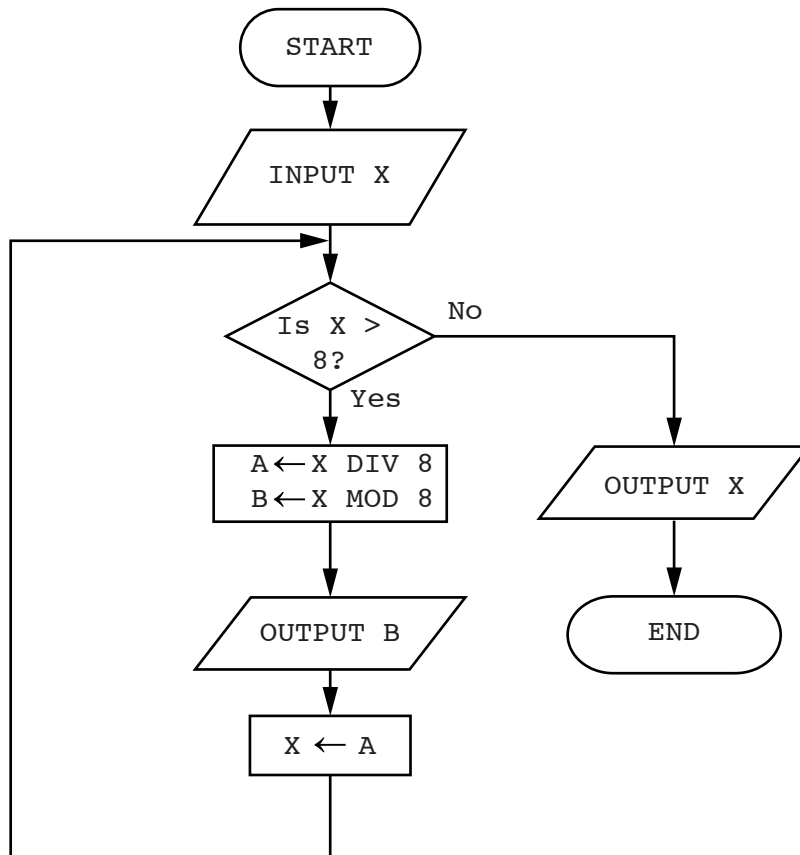 START
INPUT X
Is X >
8?
No
Yes
A ← X DIV 8
B ← X MOD 8
OUTPUT X
OUTPUT B
END
X ← A